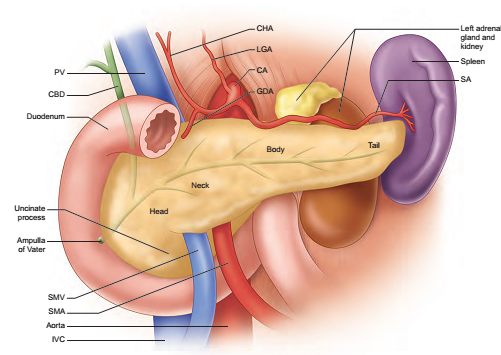 CHA
LGA
CA
GDA
Left adrenal
gland and
kidney
Spleen
SA
PV
CBD
Duodenum
Body
Tail
Neck
Head
Uncinate
process
Ampulla
of Vater
SMV
SMA
Aorta
IVC